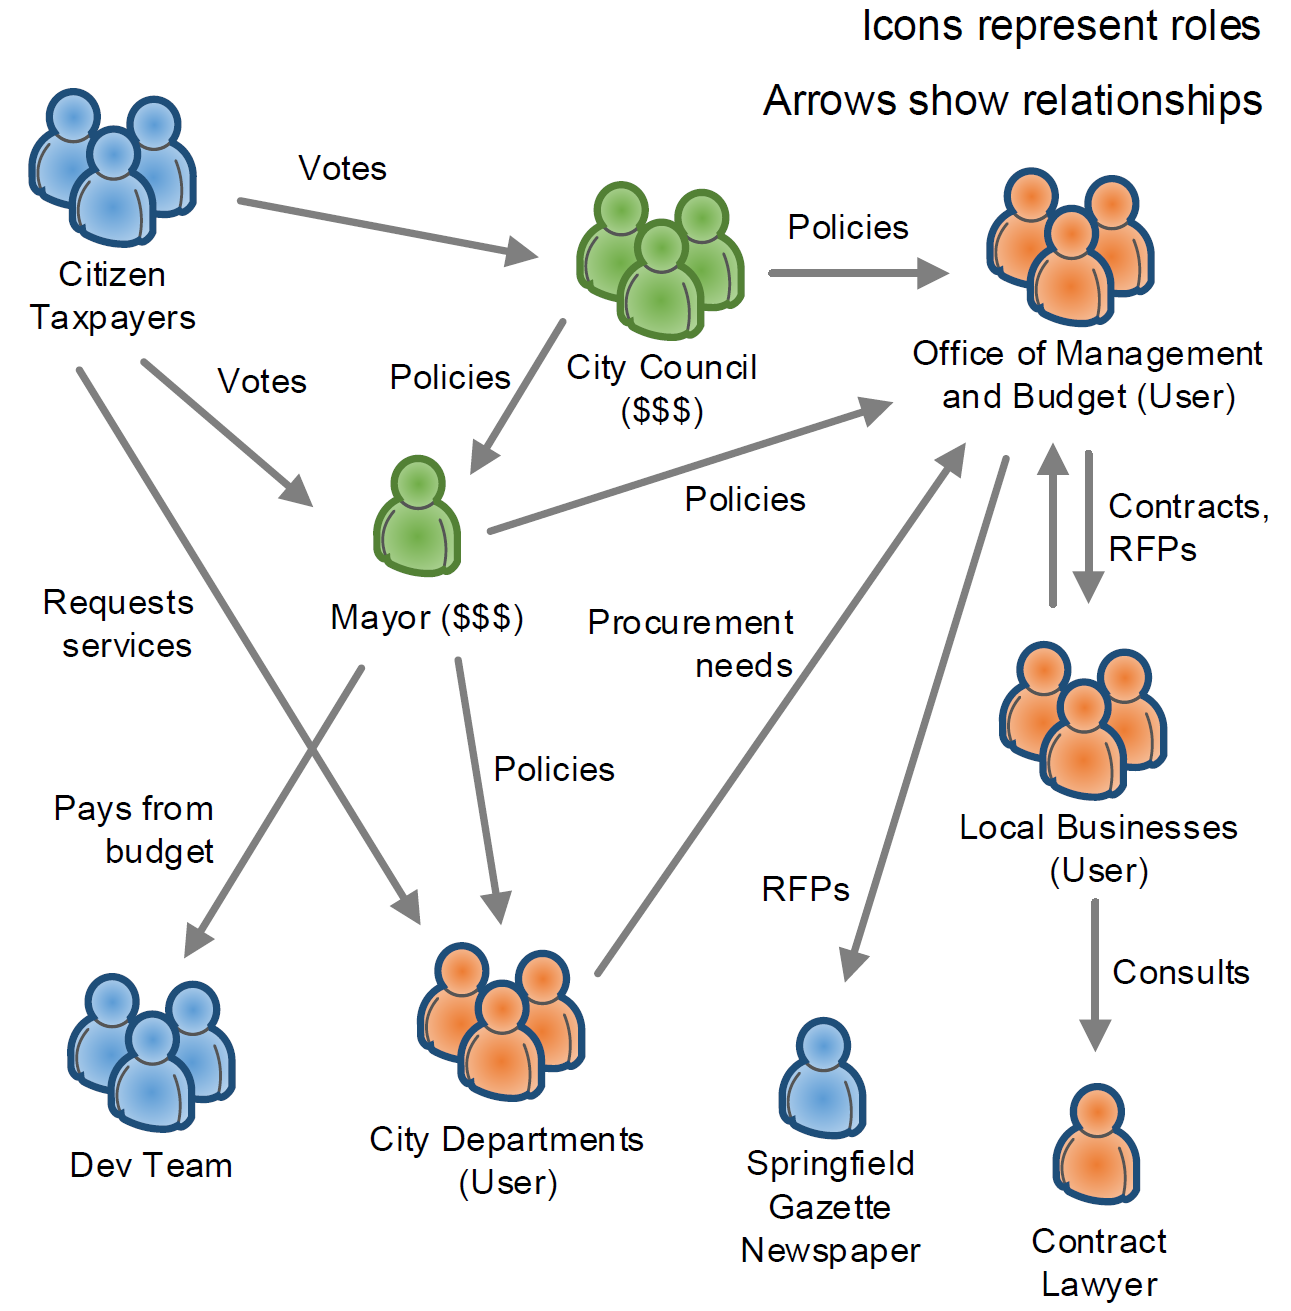 Icons represent roles
Arrows show relationships
Votes
Citizen
Taxpayers
Policies
City Council
($$$)
Office of Management
and Budget (User)
Votes
Policies
Policies
Contracts,
RFPs
Requests
services
Mayor ($$$)
Procurement
needs
Policies
Pays from
budget
Local Businesses
(User)
RFPs
Consults
Dev Team
City Departments
(User)
Springfield
Gazette
Newspaper
Contract
Lawyer